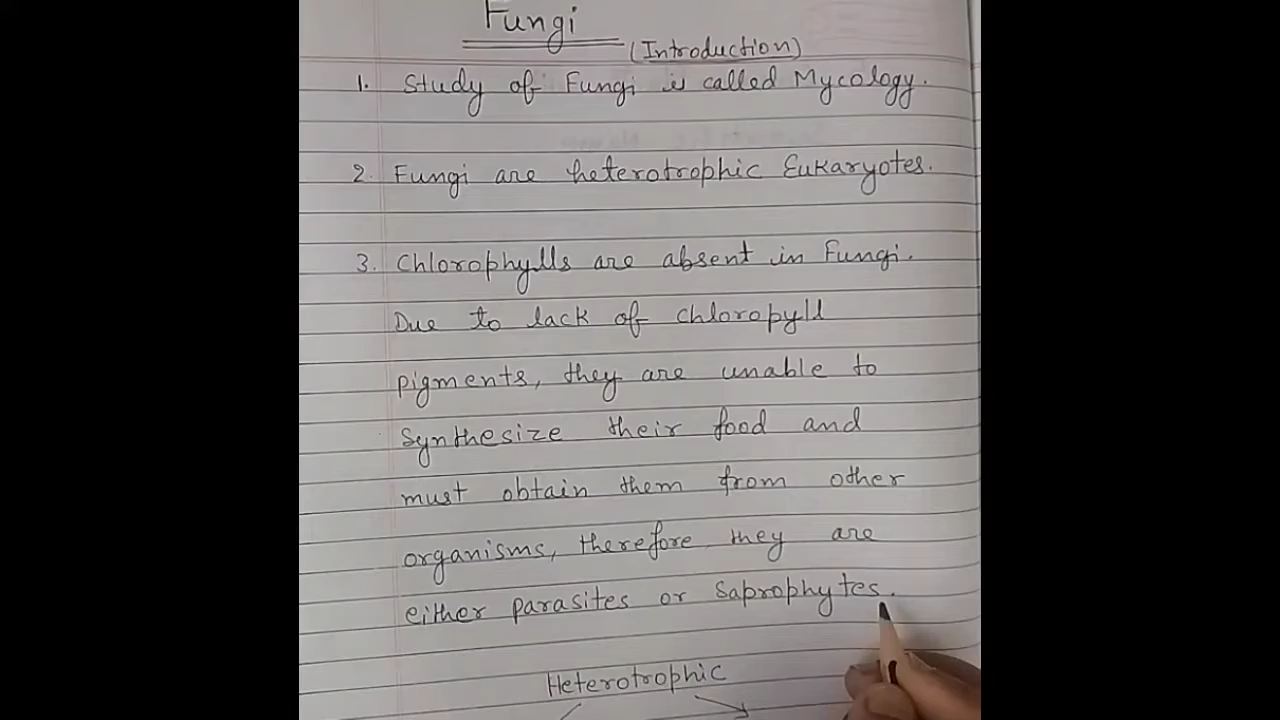 Fungi
(Introduction)
1. Study of Fungi is called Mycology.
2. Fungi are heterotrophic Eukaryotes.
3. Chlorophylls are absent in Fungi.
Due to lack of chloropyll
pigments, they are unable to
synthesize their food and
must obtain them from other
organisms, therefore they are
either parasites or saprophytes.
Heterotrophic